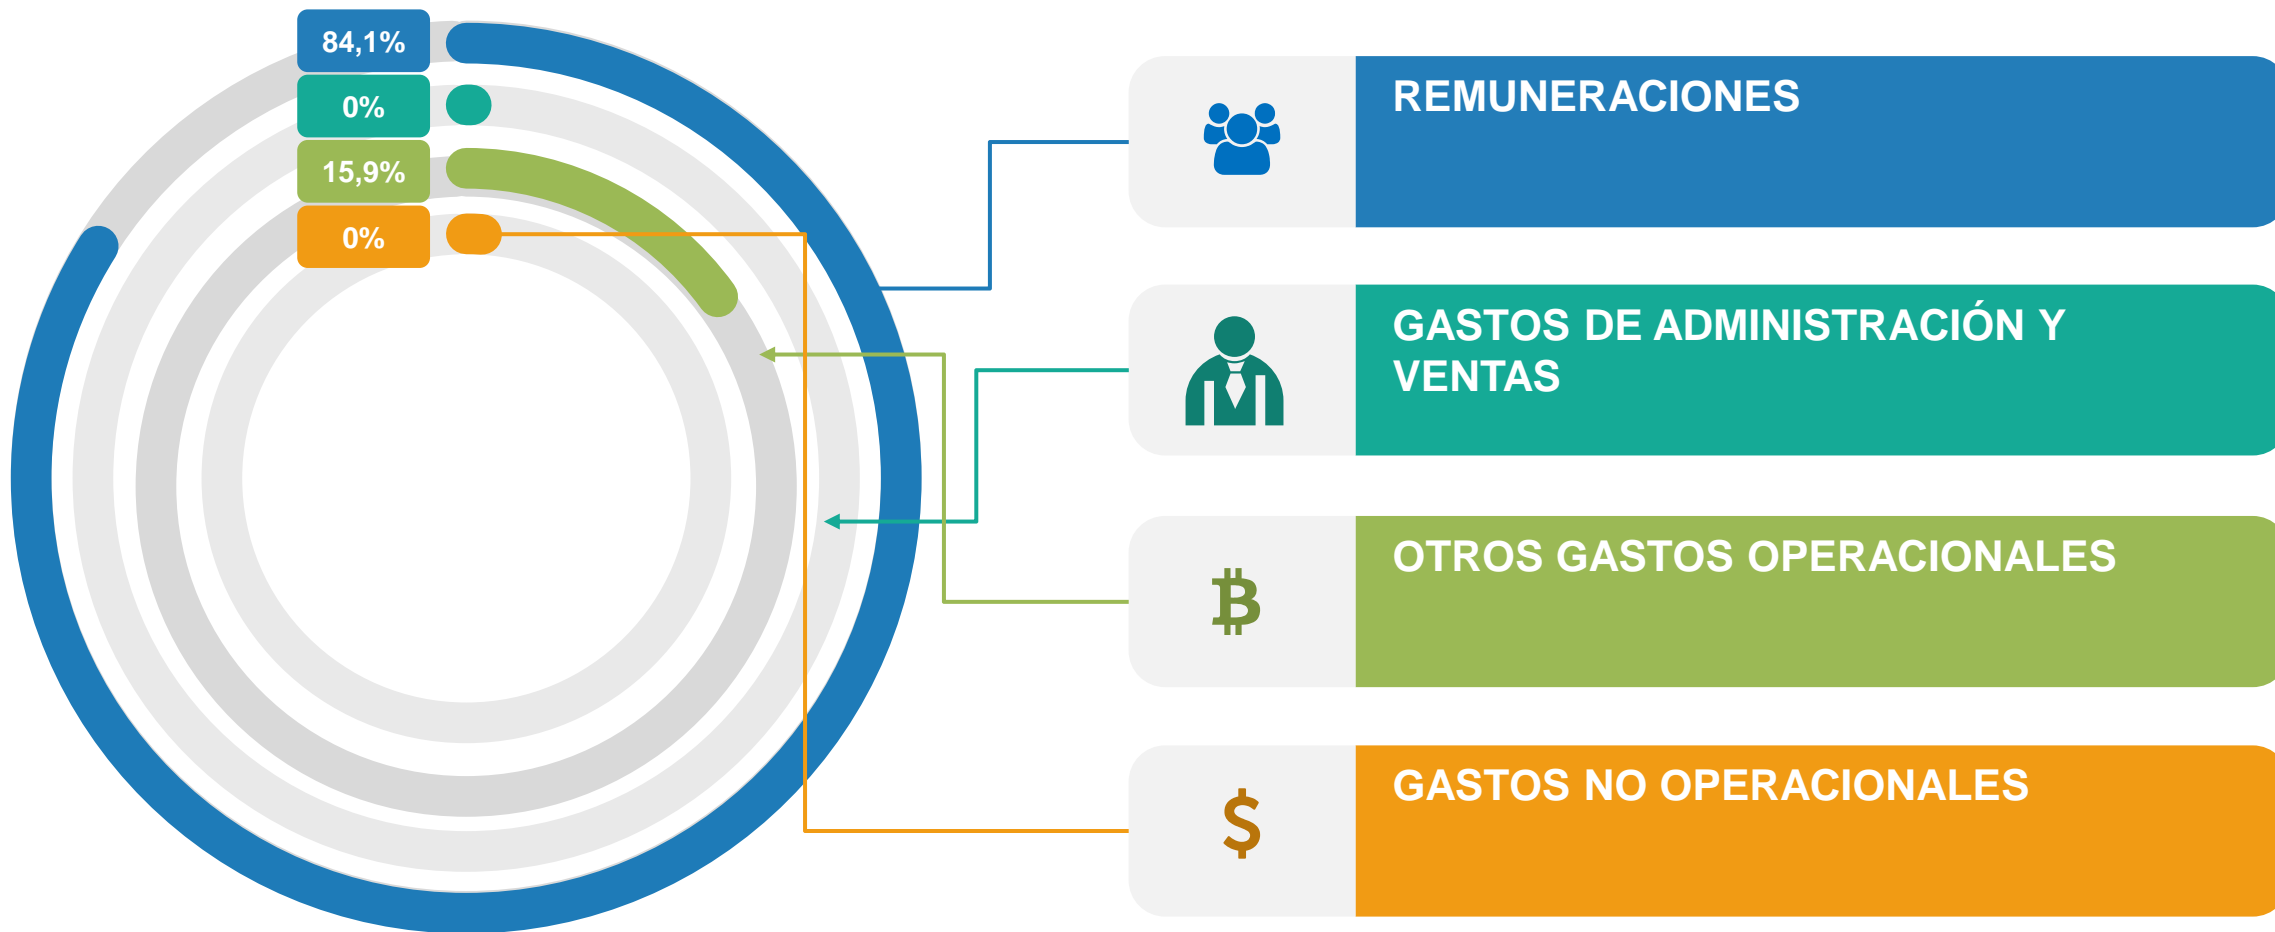 84,1%
0%
15,9%
0%
REMUNERACIONES
GASTOS DE ADMINISTRACIÓN Y
VENTAS
OTROS GASTOS OPERACIONALES
GASTOS NO OPERACIONALES